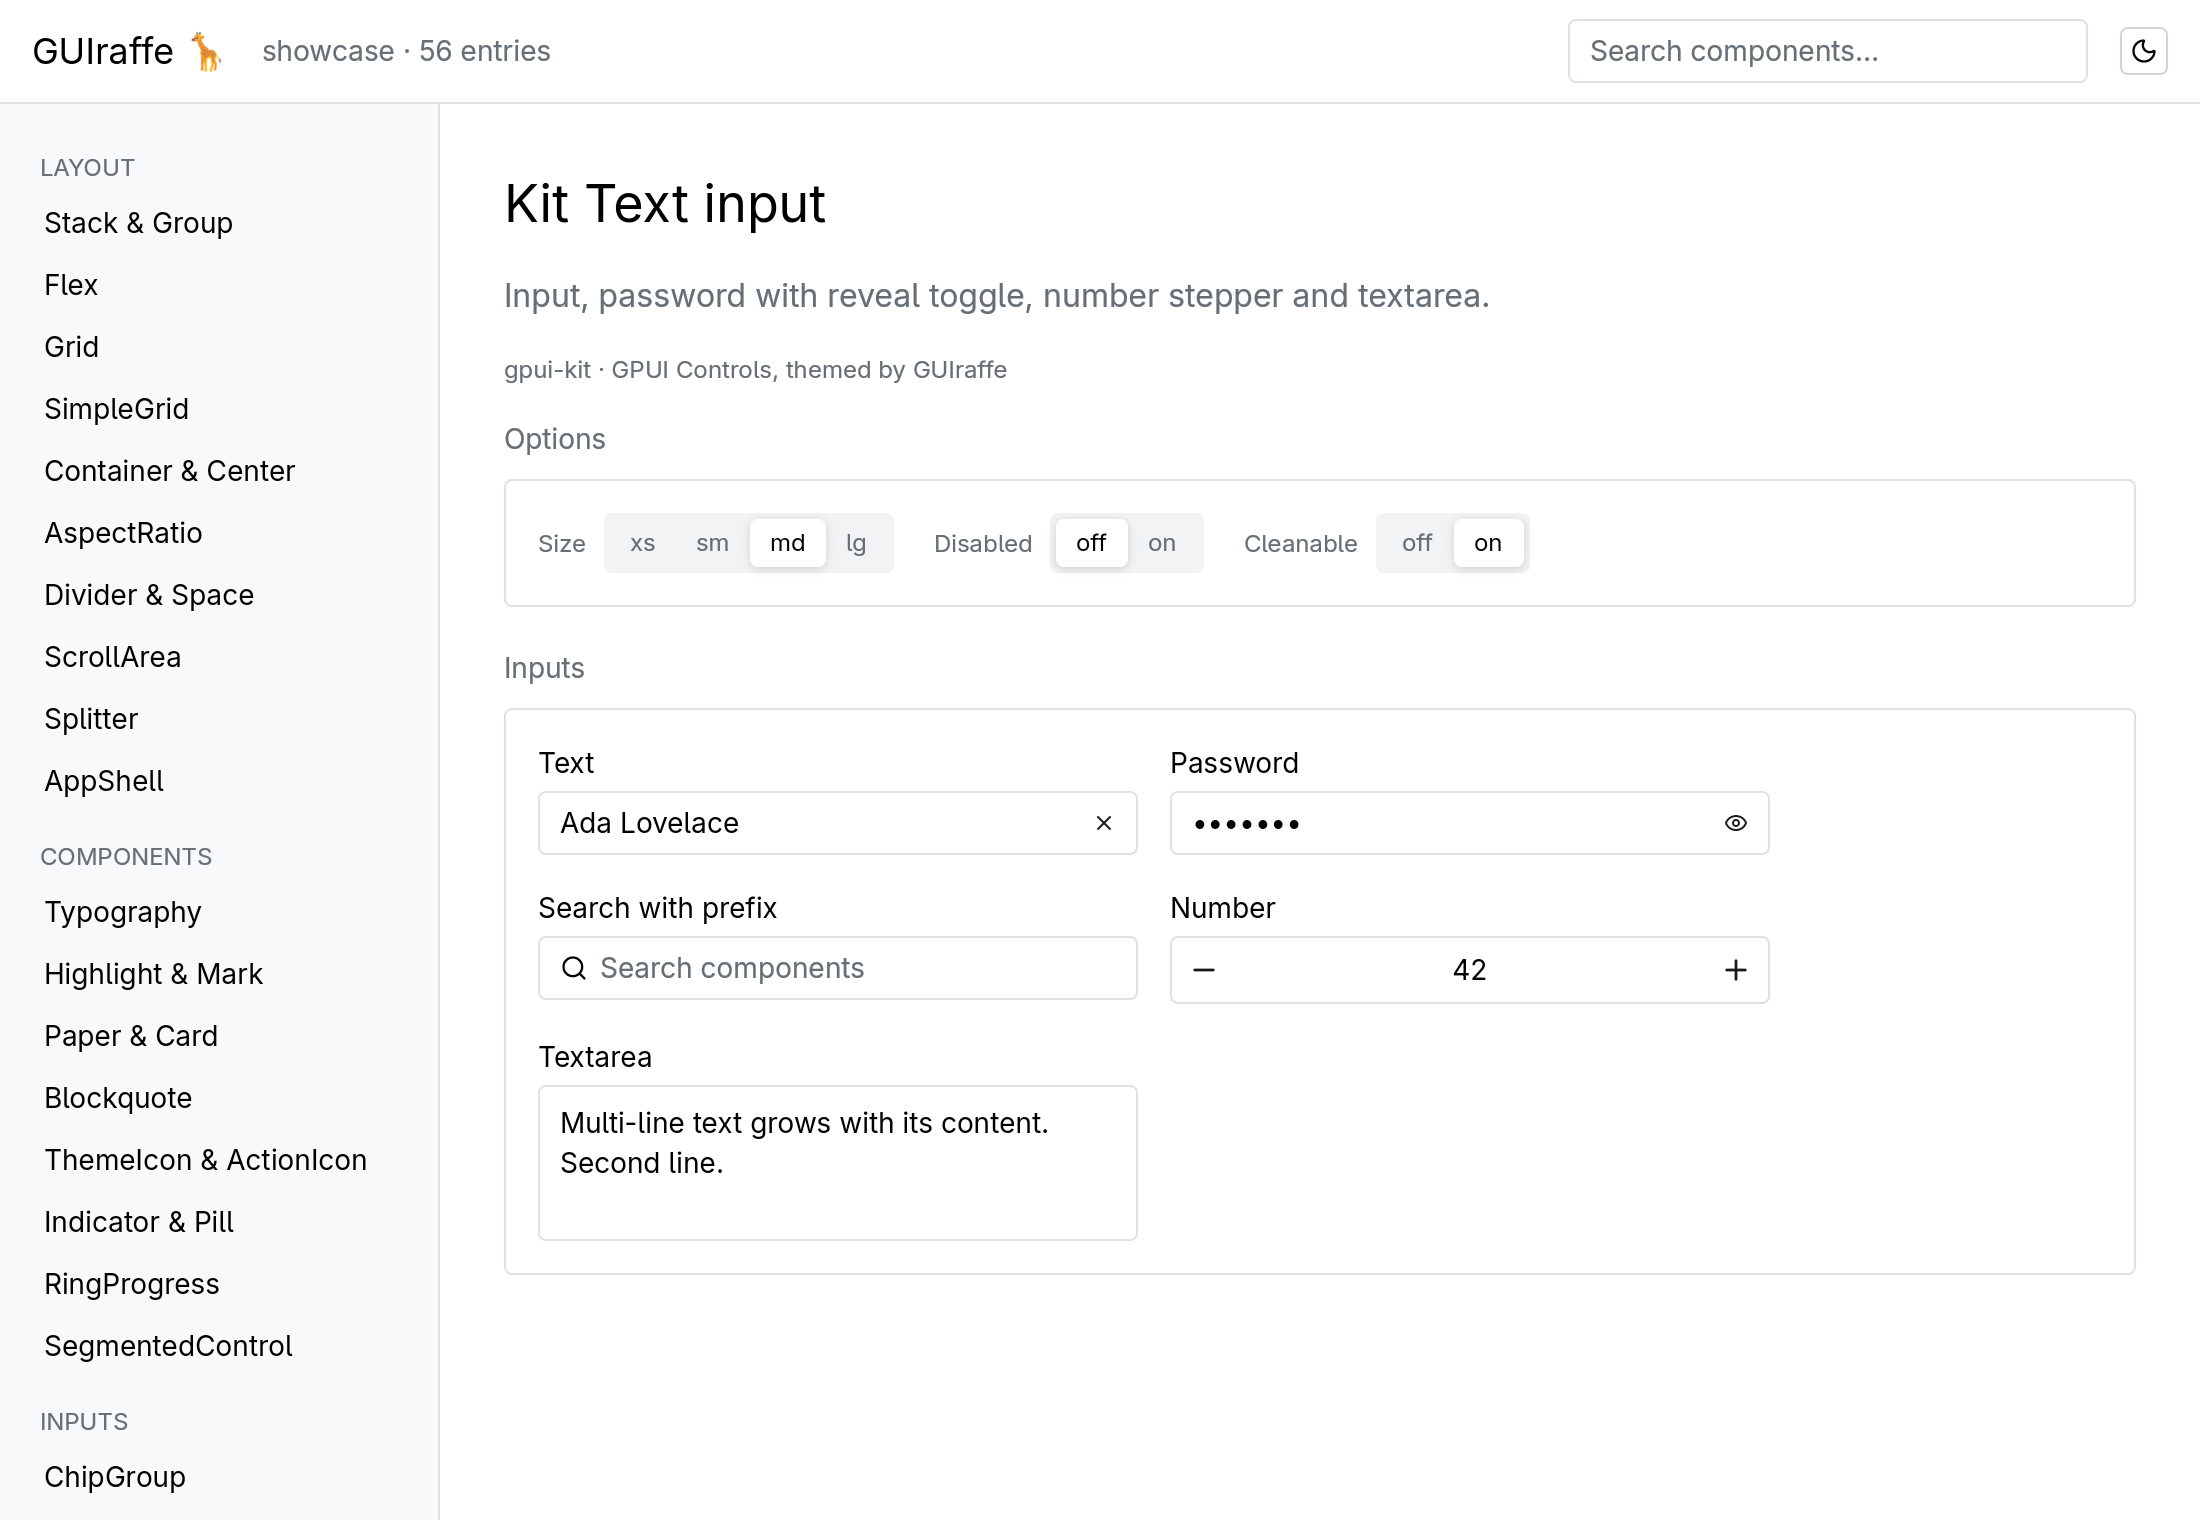 GUIraffe 🦒 showcase · 56 entries
Search components...
LAYOUT
Stack & Group
Flex
Grid
SimpleGrid
Container & Center
AspectRatio
Divider & Space
ScrollArea
Splitter
AppShell
COMPONENTS
Typography
Highlight & Mark
Paper & Card
Blockquote
ThemeIcon & ActionIcon
Indicator & Pill
RingProgress
SegmentedControl
INPUTS
ChipGroup
Kit Text input
Input, password with reveal toggle, number stepper and textarea.
gpui-kit · GPUI Controls, themed by GUIraffe
Options
Size xs sm md lg Disabled off on Cleanable off on
Inputs
Text
Ada Lovelace
Password
•••••••
Search with prefix
Search components
Number
42
Textarea
Multi-line text grows with its content.
Second line.